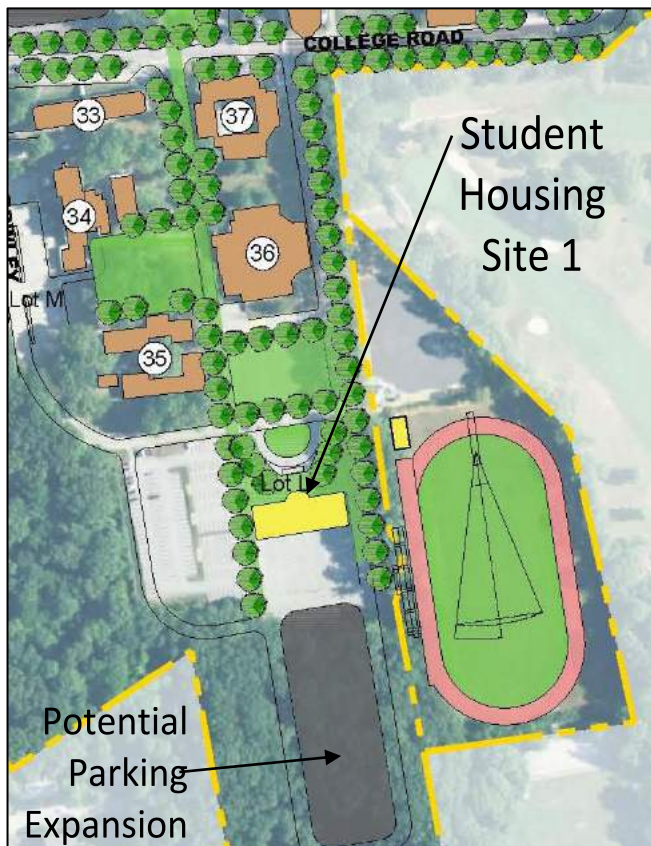 COLLEGE ROAD
33
37
Student
Housing
Site 1
34
36
Lot M
35
Lot L
Potential
Parking
Expansion